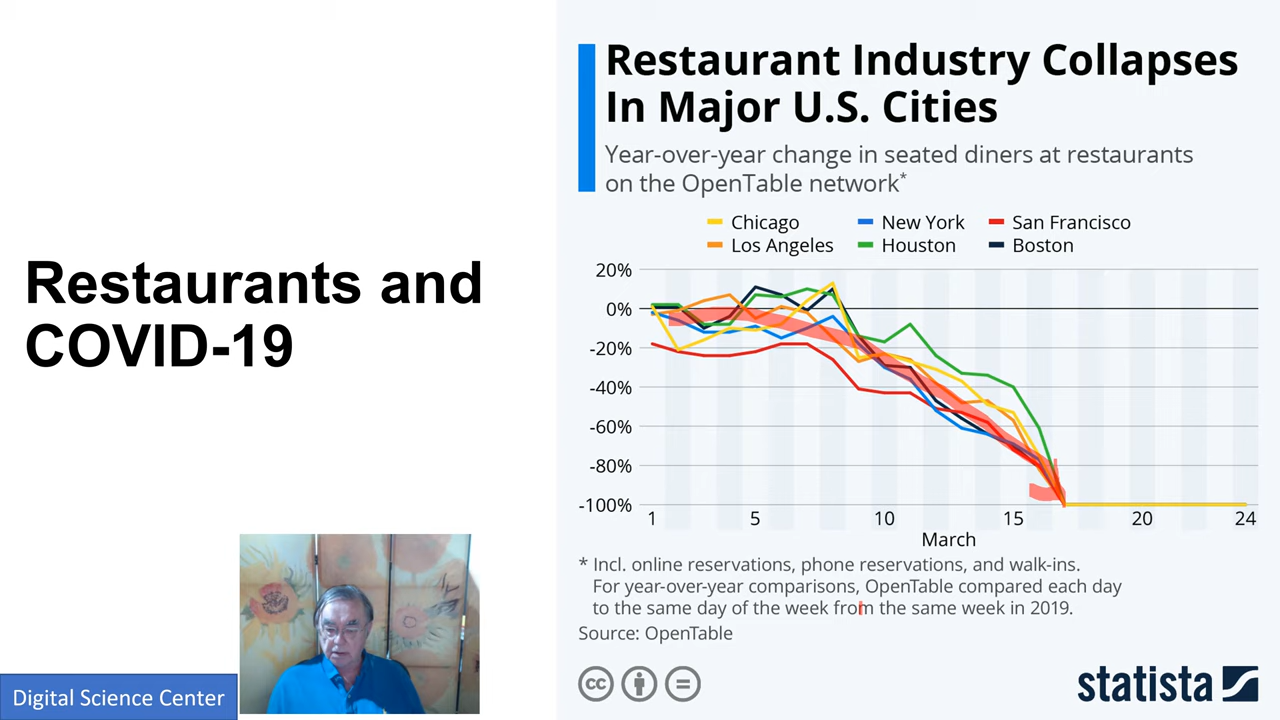 Restaurants and
COVID-19
Digital Science Center
Restaurant Industry Collapses
In Major U.S. Cities
Year-over-year change in seated diners at restaurants
on the OpenTable network*
Chicago New York San Francisco
Los Angeles Houston Boston
20%
0%
-20%
-40%
-60%
-80%
-100%
1 5 10 15 20 24
March
* Incl. online reservations, phone reservations, and walk-ins.
For year-over-year comparisons, OpenTable compared each day
to the same day of the week from the same week in 2019.
Source: OpenTable
cc
statista